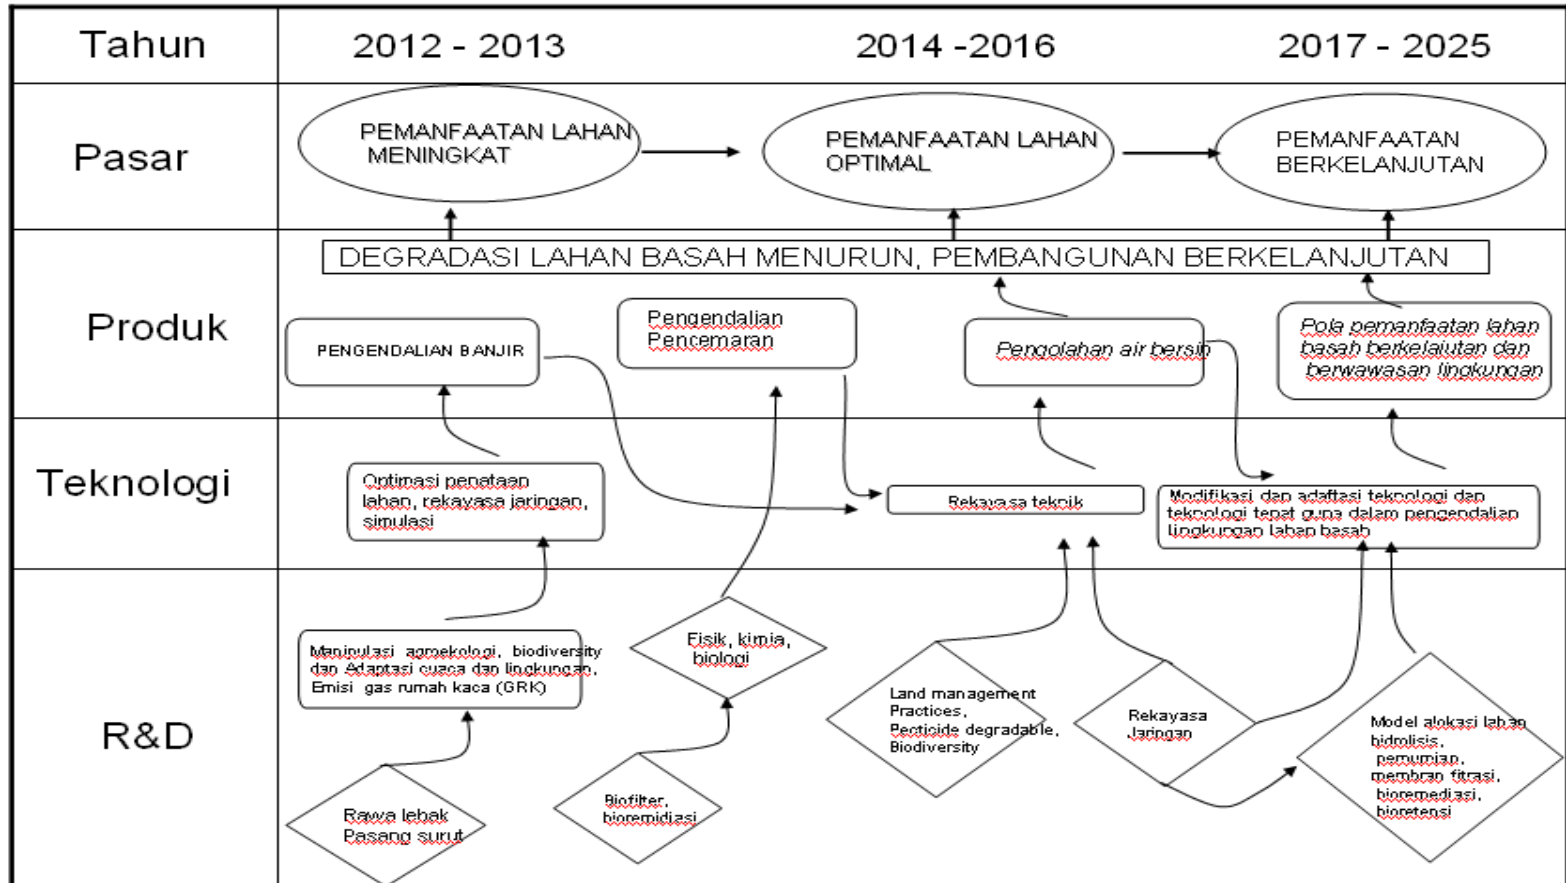 Tahun
2012 - 2013
2014 -2016
2017 - 2025
Pasar
PEMANFAATAN LAHAN
MENINGKAT
PEMANFAATAN LAHAN
OPTIMAL
PEMANFAATAN
BERKELANJUTAN
Produk
DEGRADASI LAHAN BASAH MENURUN, PEMBANGUNAN BERKELANJUTAN
PENGENDALIAN BANJIR
Pengendalian
Pencemaran
Pengolahan air bersih
Pola pemanfaatan lahan
basah berkelajutan dan
berwawasan lingkungan
Teknologi
Optimasi penataan
lahan, rekayasa jaringan,
simulasi
Rekayasa teknik
Modifikasi dan adaftasi teknologi dan
teknologi tepat guna dalam pengendalian
lingkungan lahan basah
R&D
Manipulasi agroekologi, biodiversity
dan Adaptasi cuaca dan lingkungan,
Emisi gas rumah kaca (GRK)
Fisik, kimia,
biologi
Land management
Practices,
Pecticide degradable,
Biodiversity
Rekayasa
Jaringan
Model alokasi lahan
hidrolisis,
pemurnian,
membran fitrasi,
bioremediasi,
bioretensi
Rawa lebak
Pasang surut
Biofilter,
bioremidiasi